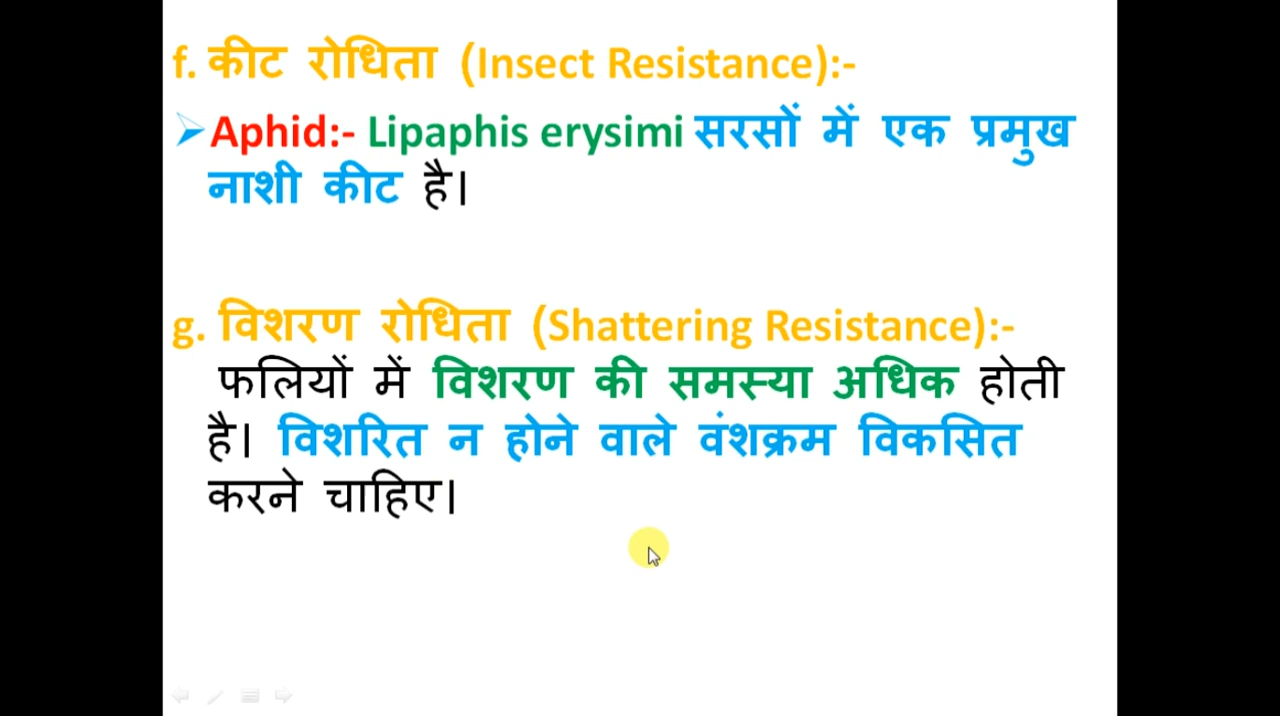 f. कीट रोधिता (Insect Resistance):-
➢Aphid:- Lipaphis erysimi सरसों में एक प्रमुख
नाशी कीट है।
g. विशरण रोधिता (Shattering Resistance):-
फलियों में विशरण की समस्या अधिक होती
है। विशरित न होने वाले वंशक्रम विकसित
करने चाहिए।